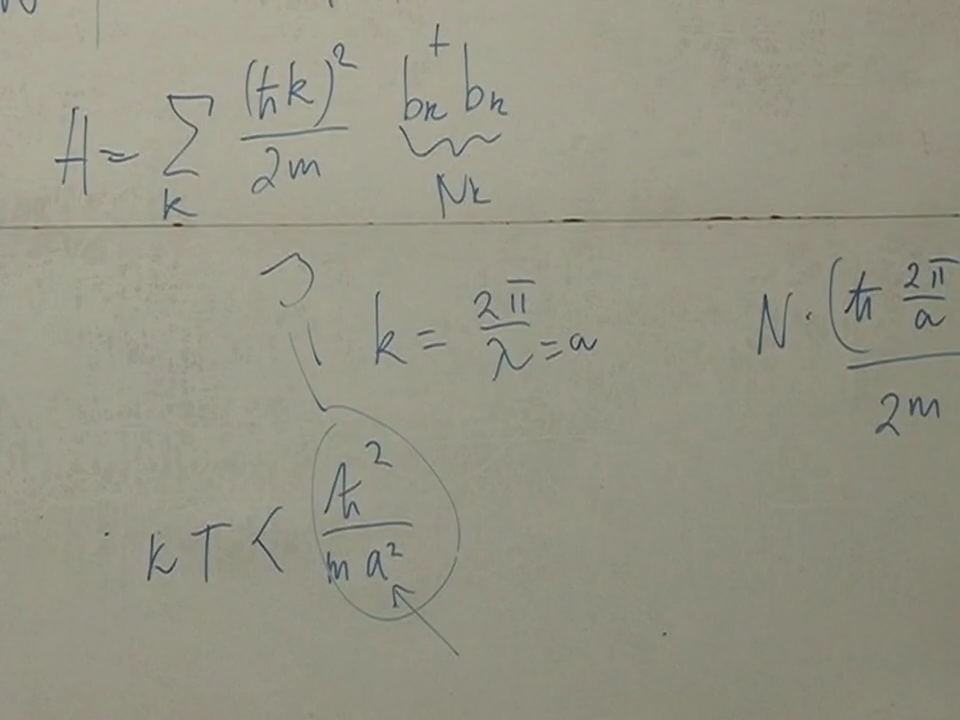 H = Σ_k (ħk)² / 2m b_k⁺ b_k
N_k
k = 2π / λ = a N · (ħ 2π / a
2m
kT < ħ² / ma²